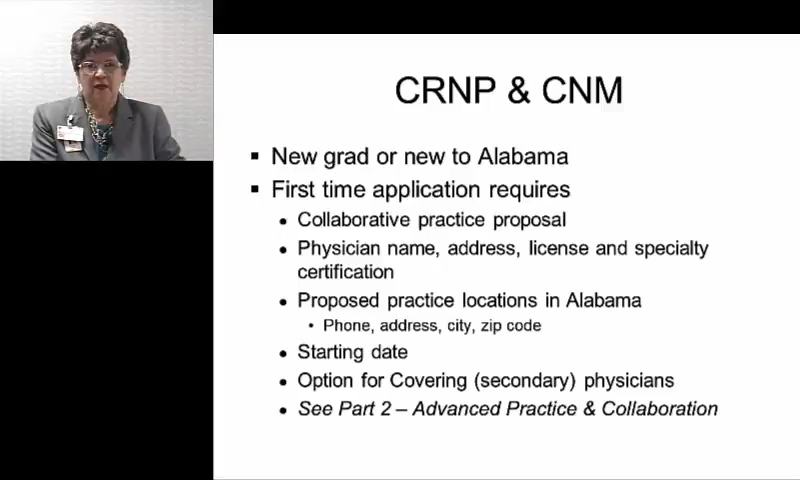 CRNP & CNM
▪ New grad or new to Alabama
▪ First time application requires
• Collaborative practice proposal
• Physician name, address, license and specialty
certification
• Proposed practice locations in Alabama
• Phone, address, city, zip code
• Starting date
• Option for Covering (secondary) physicians
• See Part 2 – Advanced Practice & Collaboration